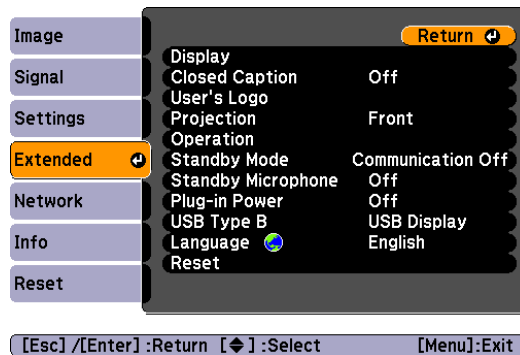 Image
Signal
Settings
Extended
Network
Info
Reset
Return
Display
Closed Caption Off
User's Logo
Projection Front
Operation
Standby Mode Communication Off
Standby Microphone Off
Plug-in Power Off
USB Type B USB Display
Language English
Reset
[Esc] /[Enter] :Return [◆] :Select [Menu]:Exit